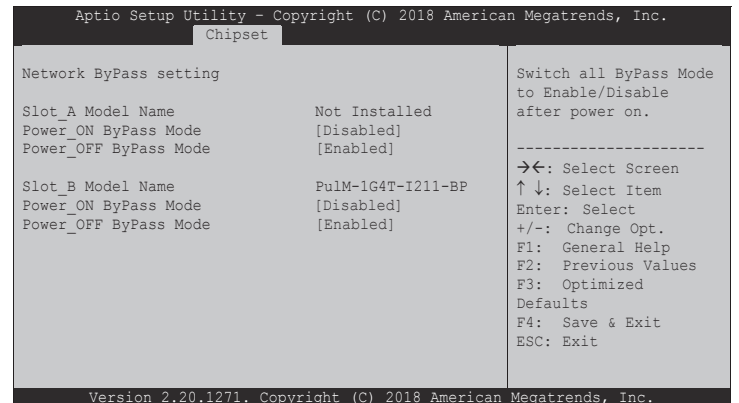 Aptio Setup Utility – Copyright (C) 2018 American Megatrends, Inc.
Chipset
Network ByPass setting
Slot_A Model Name Not Installed
Power_ON ByPass Mode [Disabled]
Power_OFF ByPass Mode [Enabled]
Slot_B Model Name PulM-1G4T-I211-BP
Power_ON ByPass Mode [Disabled]
Power_OFF ByPass Mode [Enabled]
Switch all ByPass Mode
to Enable/Disable
after power on.
---------------------
→←: Select Screen
↑ ↓: Select Item
Enter: Select
+/-: Change Opt.
F1: General Help
F2: Previous Values
F3: Optimized
Defaults
F4: Save & Exit
ESC: Exit
Version 2.20.1271. Copyright (C) 2018 American Megatrends, Inc.